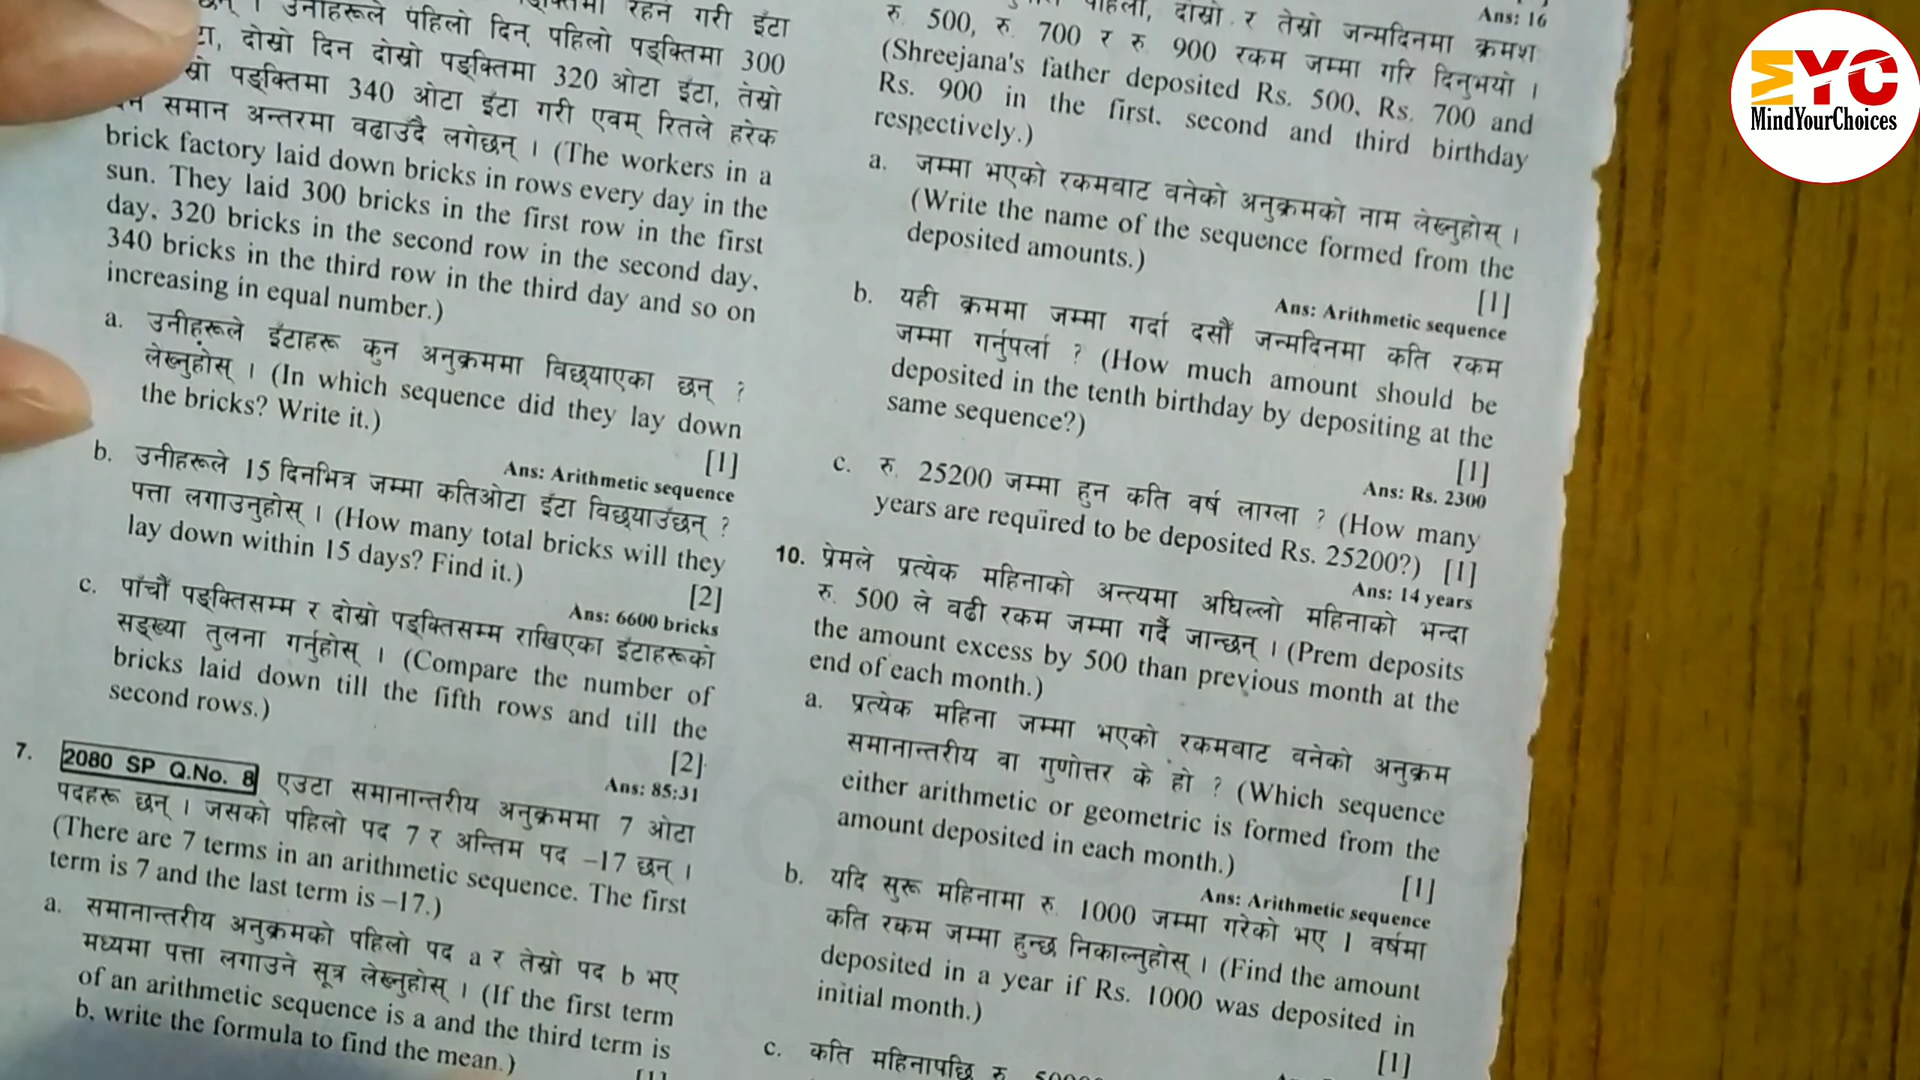 रहेन गरी इँटा
छन् । उनीहरूले पहिलो दिन पहिलो पङ्क्तिमा 300
टा, दोस्रो दिन दोस्रो पङ्क्तिमा 320 ओटा इँटा, तेस्रो
स्रो पङ्क्तिमा 340 ओटा इँटा गरी एवम् रितले हरेक
समान अन्तरमा वढाउँदै लगेछन् । (The workers in a
brick factory laid down bricks in rows every day in the
sun. They laid 300 bricks in the first row in the first
day, 320 bricks in the second row in the second day,
340 bricks in the third row in the third day and so on
increasing in equal number.)
a. उनीहरूले इँटाहरू कुन अनुक्रममा विछ्याएका छन् ?
लेख्नुहोस् । (In which sequence did they lay down
the bricks? Write it.) [1]
Ans: Arithmetic sequence
b. उनीहरूले 15 दिनभित्र जम्मा कतिओटा इँटा विछ्याउँछन् ?
पत्ता लगाउनुहोस् । (How many total bricks will they
lay down within 15 days? Find it.) [2]
Ans: 6600 bricks
c. पाँचौं पङ्क्तिसम्म र दोस्रो पङ्क्तिसम्म राखिएका इँटाहरूको
सङ्ख्या तुलना गर्नुहोस् । (Compare the number of
bricks laid down till the fifth rows and till the
second rows.) [2]
Ans: 85:31
7. 2080 SP Q.No. 8 एउटा समानान्तरीय अनुक्रममा 7 ओटा
पदहरू छन् । जसको पहिलो पद 7 र अन्तिम पद –17 छन् ।
(There are 7 terms in an arithmetic sequence. The first
term is 7 and the last term is –17.)
a. समानान्तरीय अनुक्रमको पहिलो पद a र तेस्रो पद b भए
मध्यमा पत्ता लगाउने सूत्र लेख्नुहोस् । (If the first term
of an arithmetic sequence is a and the third term is
b, write the formula to find the mean.)
Ans: 16
पहिला, दोस्रो र तेस्रो जन्मदिनमा क्रमश
रु. 500, रु. 700 र रु. 900 रकम जम्मा गरि दिनुभयो ।
(Shreejana's father deposited Rs. 500, Rs. 700 and
Rs. 900 in the first, second and third birthday
respectively.)
a. जम्मा भएको रकमवाट वनेको अनुक्रमको नाम लेख्नुहोस् ।
(Write the name of the sequence formed from the
deposited amounts.) [1]
Ans: Arithmetic sequence
b. यही क्रममा जम्मा गर्दा दसौं जन्मदिनमा कति रकम
जम्मा गर्नुपर्ला ? (How much amount should be
deposited in the tenth birthday by depositing at the
same sequence?) [1]
Ans: Rs. 2300
c. रु. 25200 जम्मा हुन कति वर्ष लाग्ला ? (How many
years are required to be deposited Rs. 25200?) [1]
Ans: 14 years
10. प्रेमले प्रत्येक महिनाको अन्त्यमा अघिल्लो महिनाको भन्दा
रु. 500 ले वढी रकम जम्मा गर्दै जान्छन् । (Prem deposits
the amount excess by 500 than previous month at the
end of each month.)
a. प्रत्येक महिना जम्मा भएको रकमवाट वनेको अनुक्रम
समानान्तरीय वा गुणोत्तर के हो ? (Which sequence
either arithmetic or geometric is formed from the
amount deposited in each month.) [1]
Ans: Arithmetic sequence
b. यदि सुरू महिनामा रु. 1000 जम्मा गरेको भए 1 वर्षमा
कति रकम जम्मा हुन्छ निकाल्नुहोस् । (Find the amount
deposited in a year if Rs. 1000 was deposited in
initial month.) [1]
c. कति महिनापछि रु.
MYC
MindYourChoices